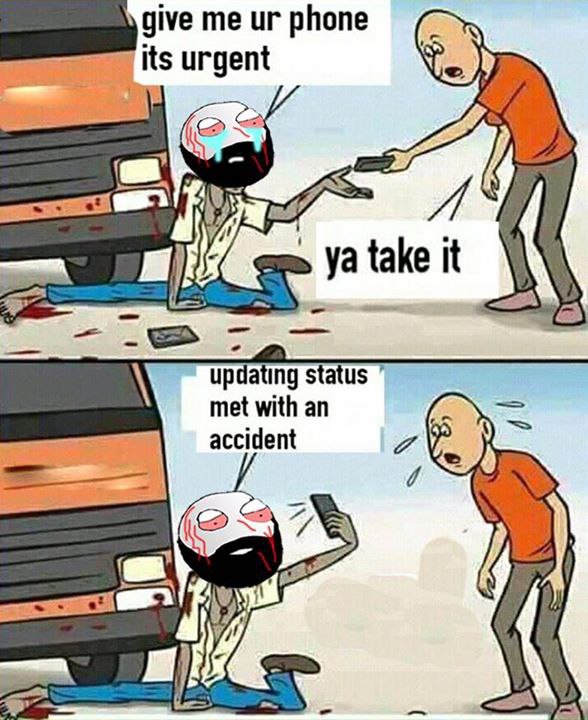 give me ur phone
its urgent
ya take it
updating status
met with an
accident